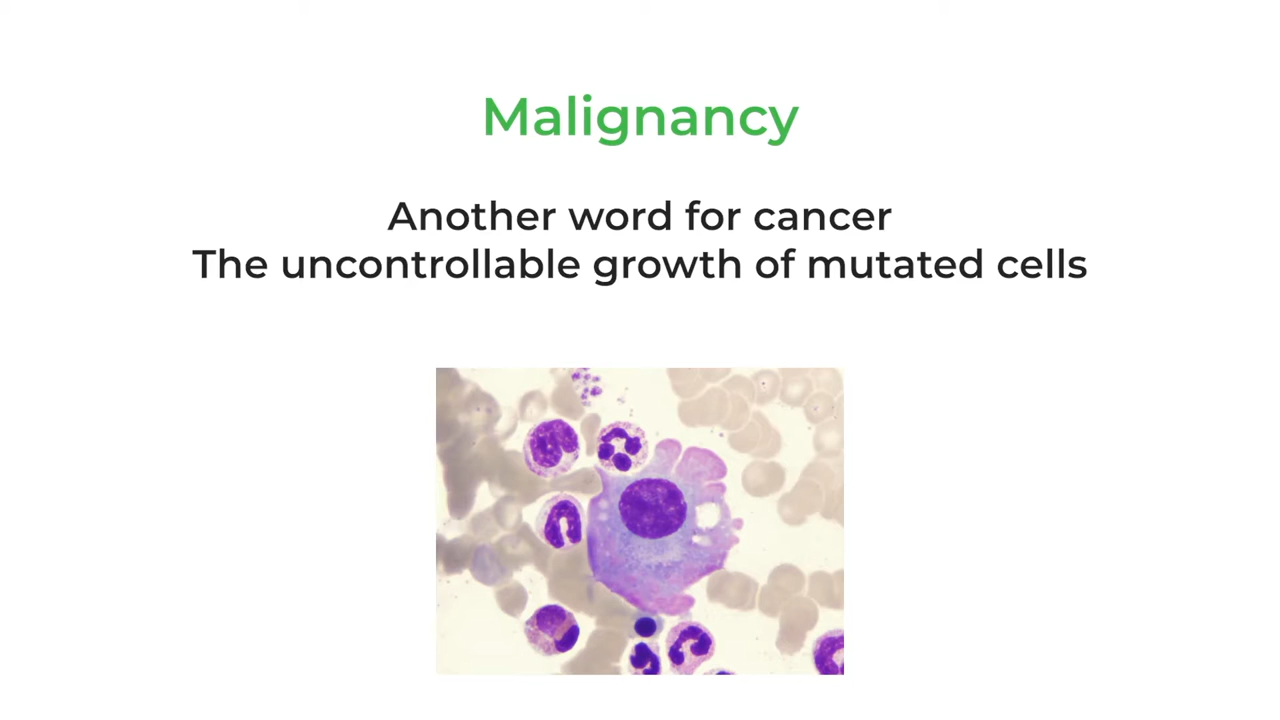 Malignancy
Another word for cancer
The uncontrollable growth of mutated cells